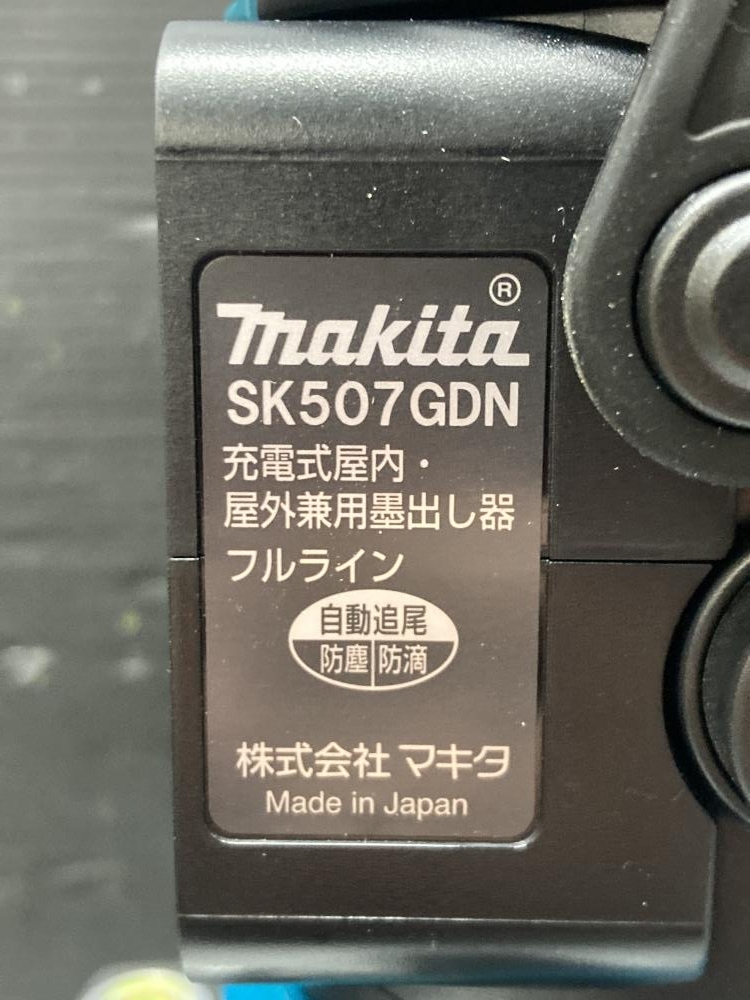 makita®
SK507GDN
充電式屋内・
屋外兼用墨出し器
フルライン
自動追尾
防塵 防滴
株式会社 マキタ
Made in Japan